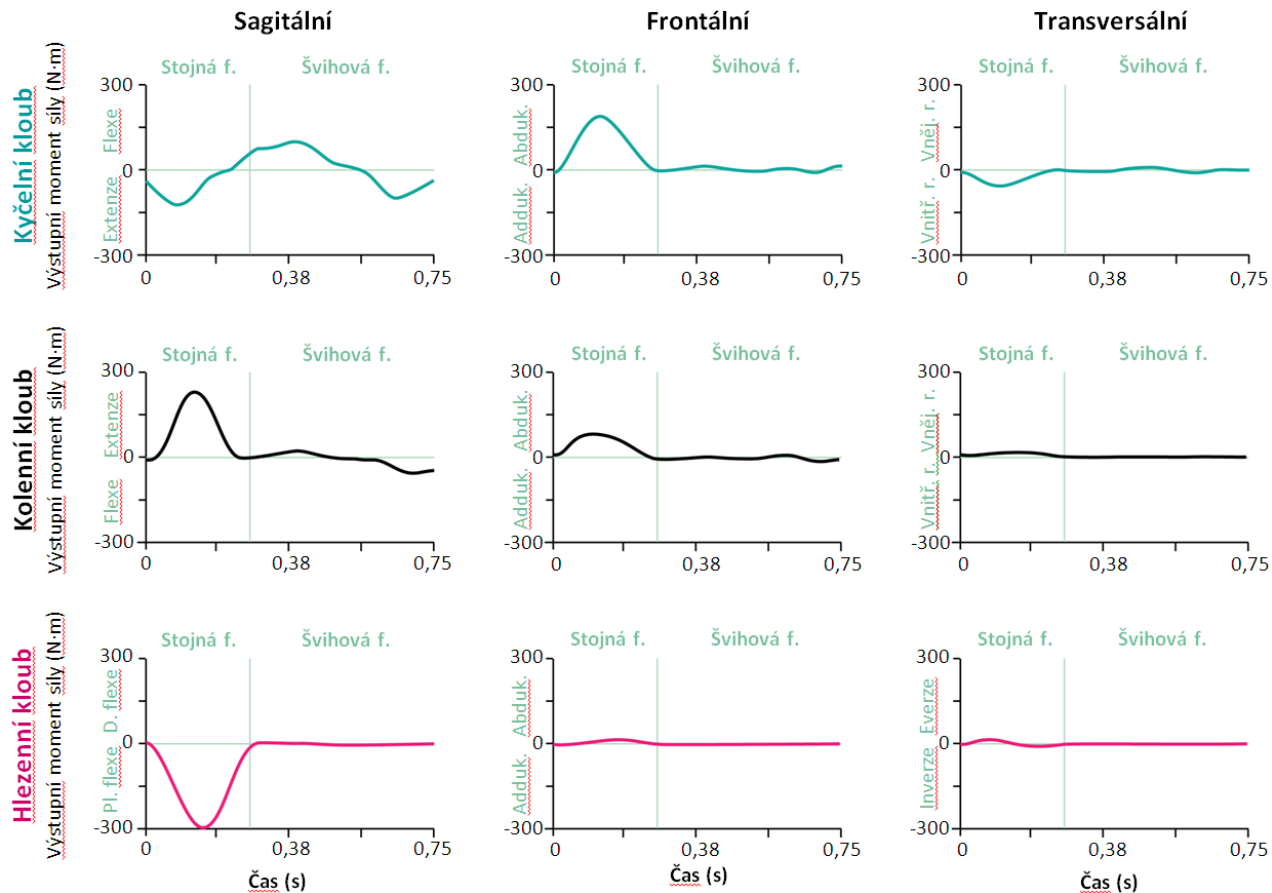 Sagitální
Frontální
Transversální
Kyčelní kloub
Výstupní moment síly (N·m)
Stojná f.
Švihová f.
300
0
-300
Flexe
Extenze
0
0,38
0,75
Stojná f.
Švihová f.
300
0
-300
Abduk.
Adduk.
0
0,38
0,75
Stojná f.
Švihová f.
300
0
-300
Vněj. r.
Vnitř. r.
0
0,38
0,75
Kolenní kloub
Výstupní moment síly (N·m)
Stojná f.
Švihová f.
300
0
-300
Extenze
Flexe
0
0,38
0,75
Stojná f.
Švihová f.
300
0
-300
Abduk.
Adduk.
0
0,38
0,75
Stojná f.
Švihová f.
300
0
-300
Vněj. r.
Vnitř. r.
0
0,38
0,75
Hlezenní kloub
Výstupní moment síly (N·m)
Stojná f.
Švihová f.
300
0
-300
D. flexe
Pl. flexe
0
0,38
0,75
Čas (s)
Stojná f.
Švihová f.
300
0
-300
Abduk.
Adduk.
0
0,38
0,75
Čas (s)
Stojná f.
Švihová f.
300
0
-300
Everze
Inverze
0
0,38
0,75
Čas (s)